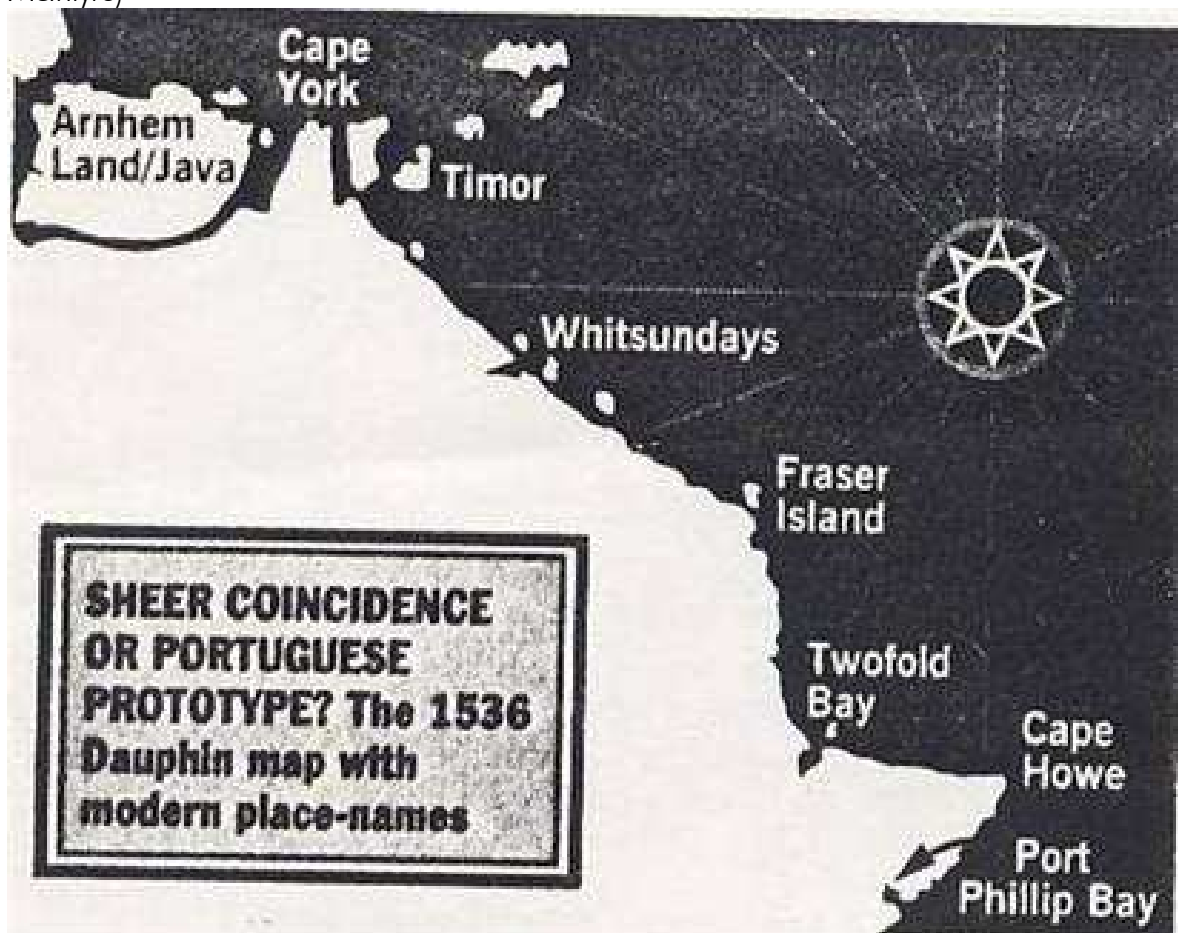 Cape
York
Arnhem
Land/Java
Timor
Whitsundays
Fraser
Island
Twofold
Bay
Cape
Howe
Port
Phillip Bay
SHEER COINCIDENCE
OR PORTUGUESE
PROTOTYPE? The 1536
Dauphin map with
modern place-names